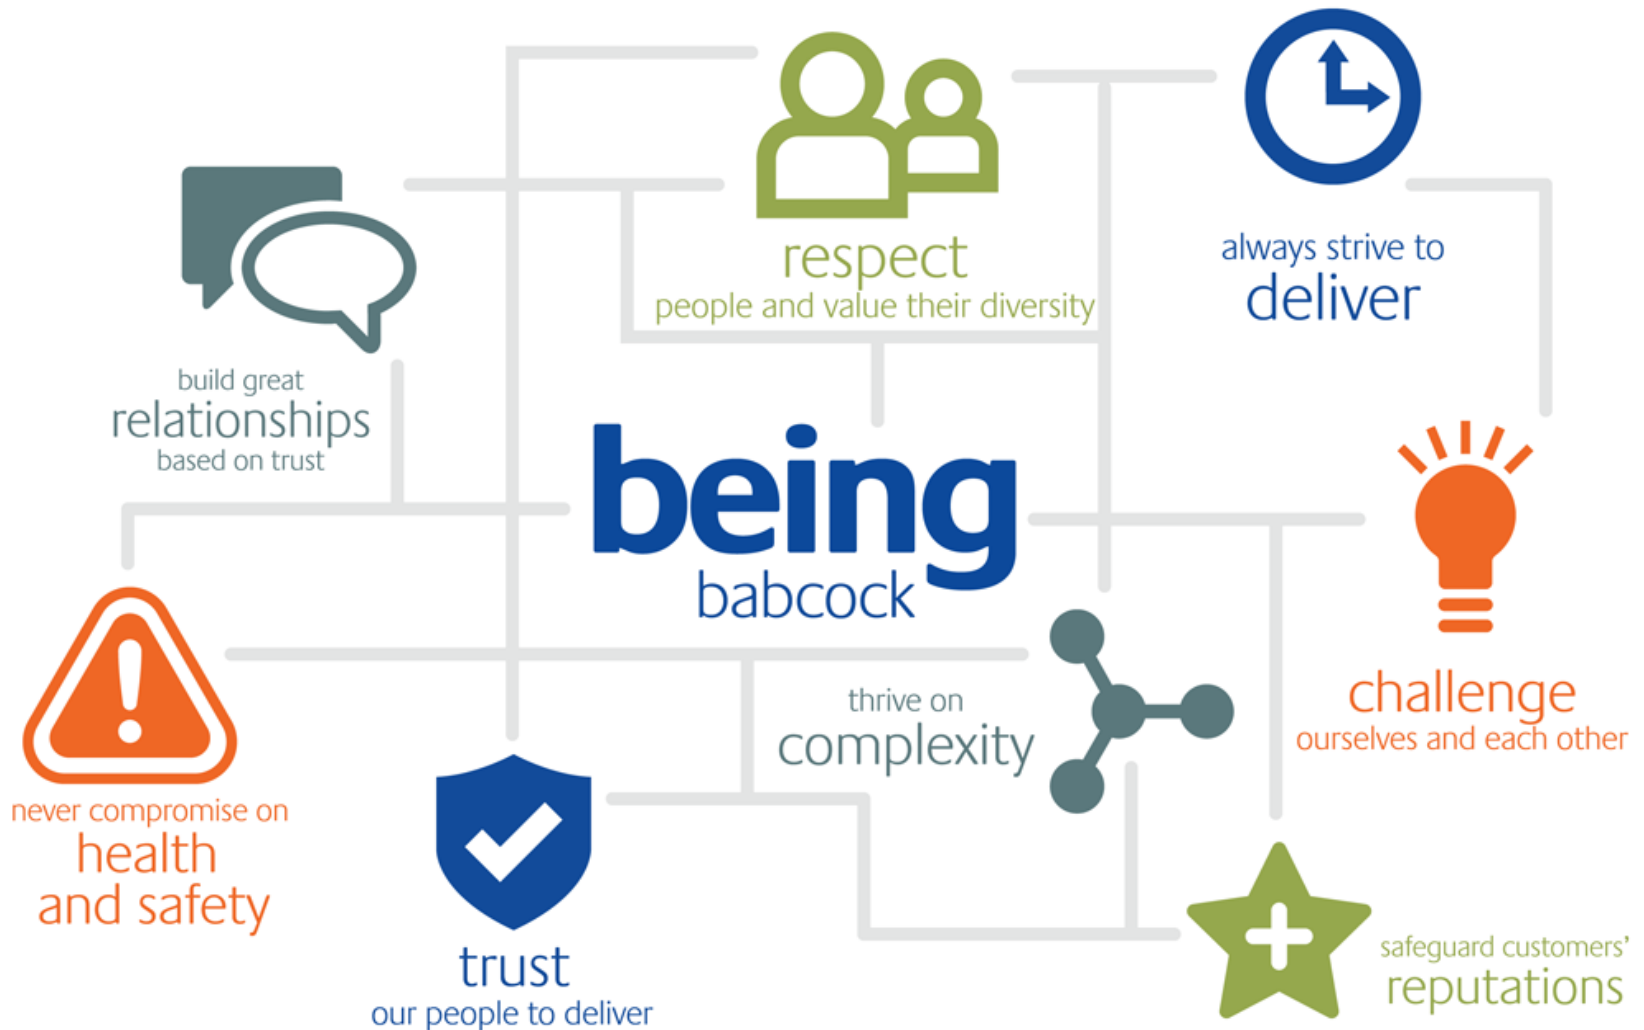 respect
people and value their diversity
always strive to
deliver
build great
relationships
based on trust
being
babcock
thrive on
complexity
challenge
ourselves and each other
never compromise on
health
and safety
trust
our people to deliver
safeguard customers'
reputations